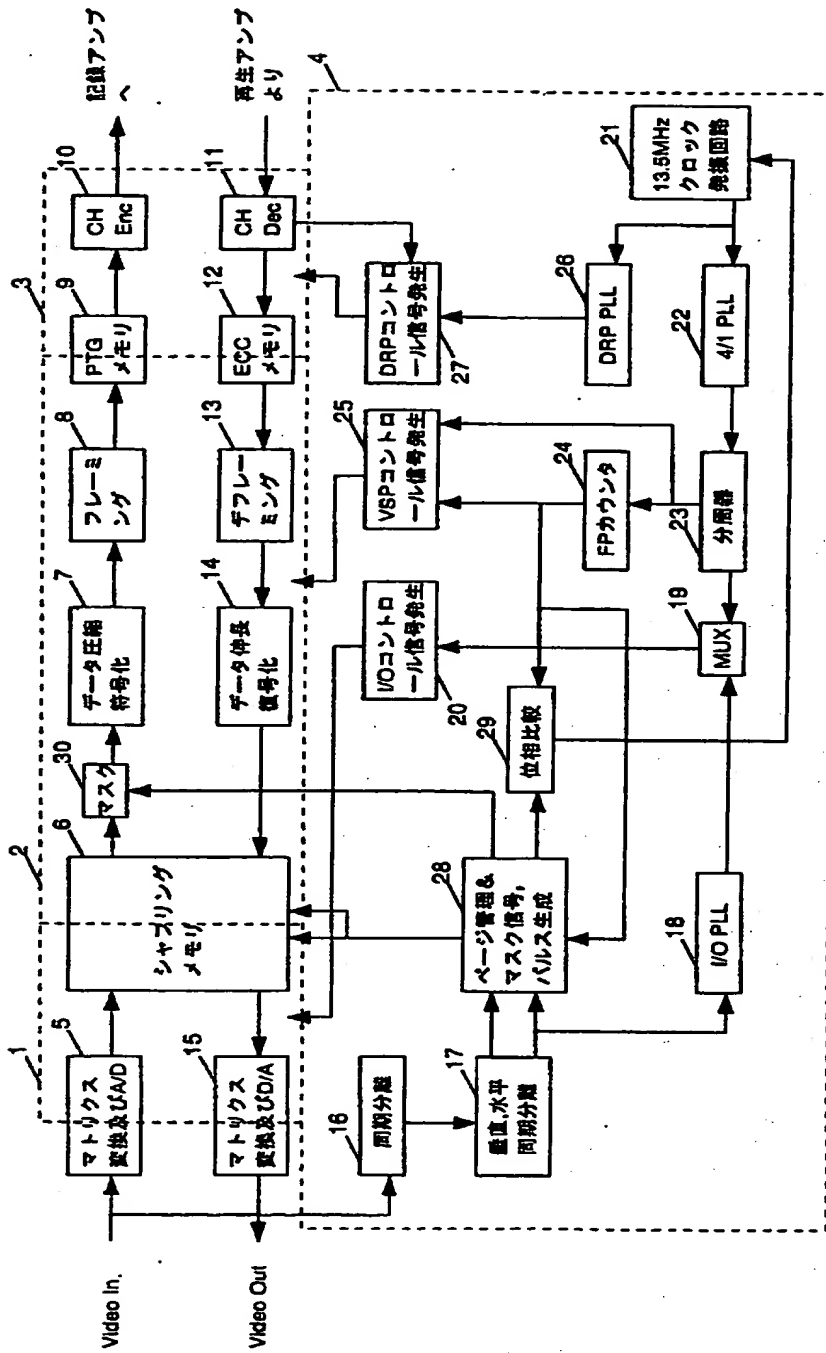 Video In.
Video Out
1
2
3
4
5
マトリクス
変換及びA/D
6
シャフリング
メモリ
30
マスク
7
データ圧縮
符号化
8
フレーミ
ング
9
PTG
メモリ
10
CH
Enc
記録アンプ
へ
15
マトリクス
変換及びD/A
14
データ伸長
復号化
13
デフレー
ミング
12
ECC
メモリ
11
CH
Dec
再生アンプ
より
16
同期分離
17
垂直,水平
同期分離
20
I/Oコントロ
ール信号発生
25
VSPコントロ
ール信号発生
27
DRPコントロ
ール信号発生
28
ページ管理&
マスク信号,
パルス生成
29
位相比較
24
FPカウンタ
26
DRP PLL
21
13.5MHz
クロック
発振回路
18
I/O PLL
19
MUX
23
分周器
22
4/1 PLL